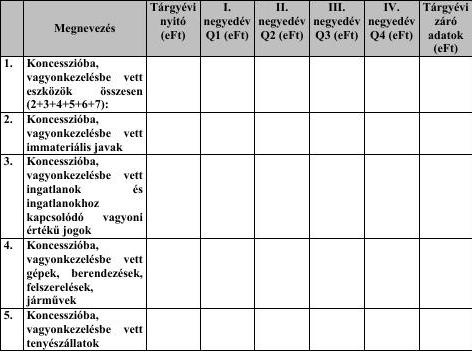 Megnevezés
Tárgyévi
nyitó
(eFt)
I.
negyedév
Q1 (eFt)
II.
negyedév
Q2 (eFt)
III.
negyedév
Q3 (eFt)
IV.
negyedév
Q4 (eFt)
Tárgyévi
záró
adatok
(eFt)
1. Koncesszióba,
vagyonkezelésbe vett
eszközök összesen
(2+3+4+5+6+7):
2. Koncesszióba,
vagyonkezelésbe vett
immateriális javak
3. Koncesszióba,
vagyonkezelésbe vett
ingatlanok és
ingatlanokhoz
kapcsolódó vagyoni
értékű jogok
4. Koncesszióba,
vagyonkezelésbe vett
gépek, berendezések,
felszerelések,
járművek
5. Koncesszióba,
vagyonkezelésbe vett
tenyészállatok